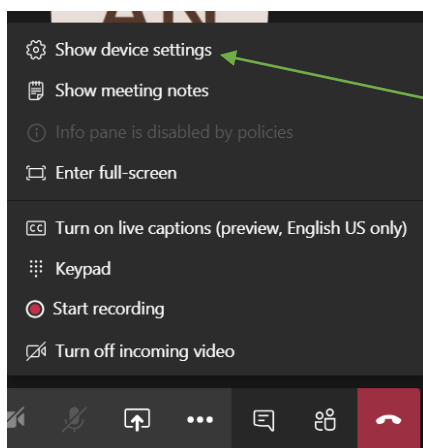 Show device settings
Show meeting notes
Info pane is disabled by policies
Enter full-screen
CC Turn on live captions (preview, English US only)
Keypad
Start recording
Turn off incoming video